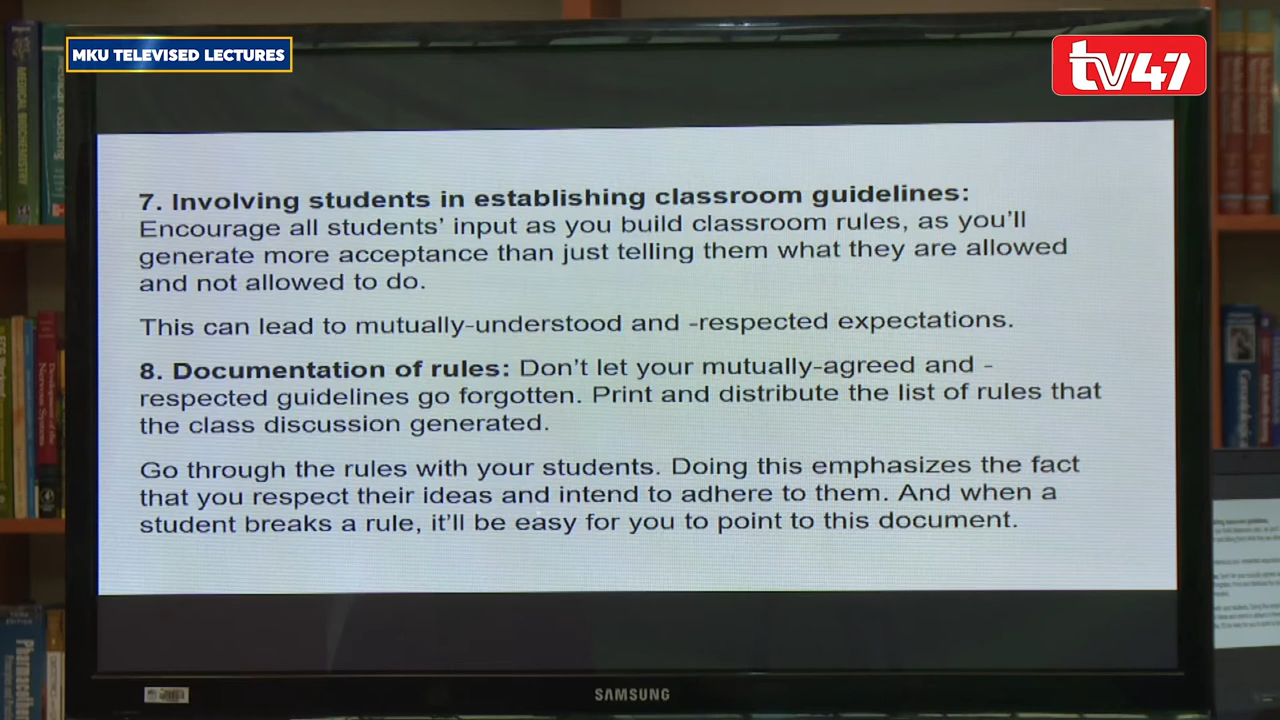 MKU TELEVISED LECTURES
tv47
7. Involving students in establishing classroom guidelines:
Encourage all students' input as you build classroom rules, as you'll
generate more acceptance than just telling them what they are allowed
and not allowed to do.
This can lead to mutually-understood and -respected expectations.
8. Documentation of rules: Don't let your mutually-agreed and -
respected guidelines go forgotten. Print and distribute the list of rules that
the class discussion generated.
Go through the rules with your students. Doing this emphasizes the fact
that you respect their ideas and intend to adhere to them. And when a
student breaks a rule, it'll be easy for you to point to this document.
SAMSUNG